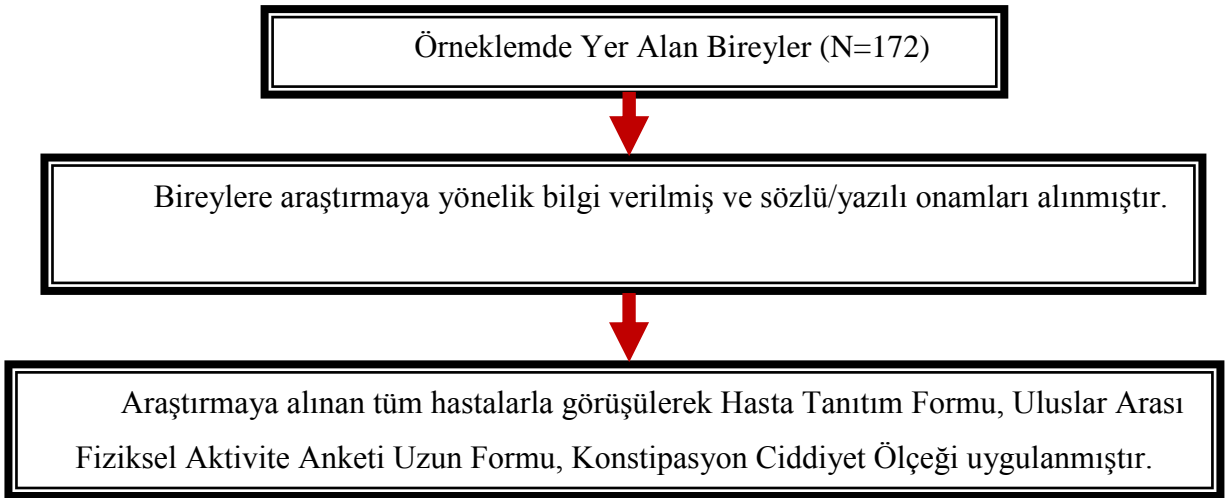 Örneklemde Yer Alan Bireyler (N=172)
Bireylere araştırmaya yönelik bilgi verilmiş ve sözlü/yazılı onamları alınmıştır.
Araştırmaya alınan tüm hastalarla görüşülerek Hasta Tanıtım Formu, Uluslar Arası
Fiziksel Aktivite Anketi Uzun Formu, Konstipasyon Ciddiyet Ölçeği uygulanmıştır.